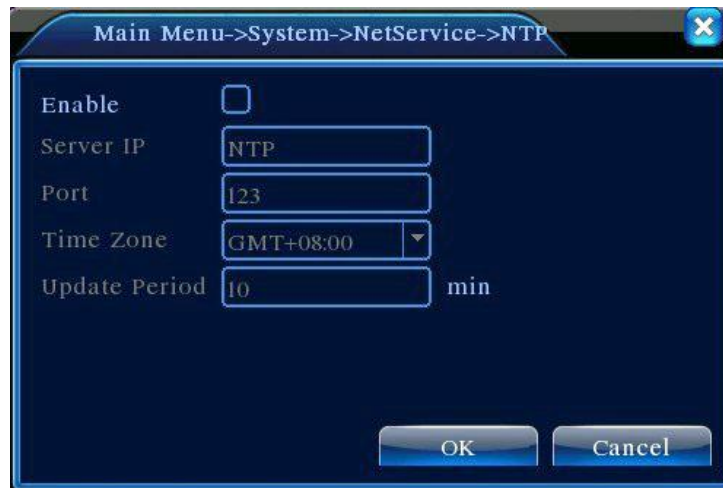 Main Menu->System->NetService->NTP
Enable
Server IP NTP
Port 123
Time Zone GMT+08:00
Update Period 10 min
OK Cancel